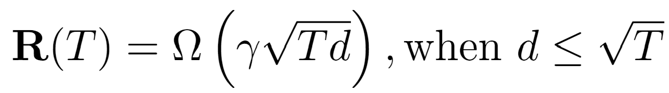 R(T) = Ω(γ√(Td)), when d ≤ √T